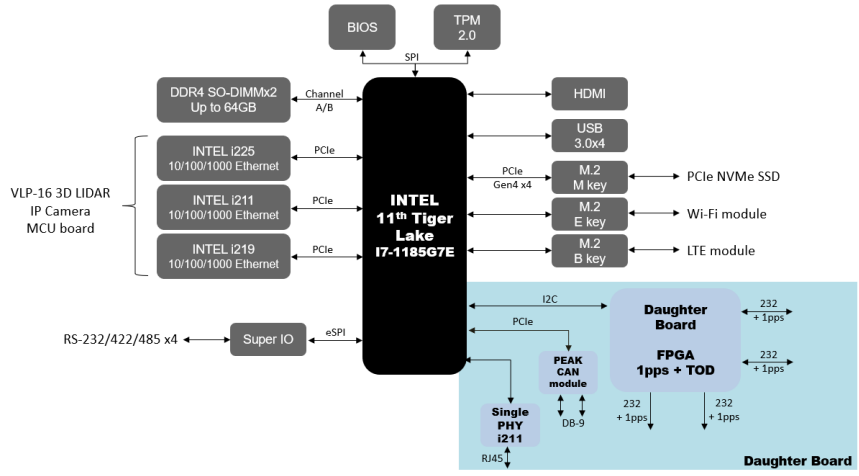 BIOS
TPM
2.0
SPI
DDR4 SO-DIMMx2
Up to 64GB
Channel
A/B
HDMI
USB
3.0x4
INTEL i225
10/100/1000 Ethernet
PCIe
PCIe
Gen4 x4
M.2
M key
PCIe NVMe SSD
VLP-16 3D LIDAR
IP Camera
MCU board
INTEL i211
10/100/1000 Ethernet
PCIe
INTEL
11th Tiger
Lake
I7-1185G7E
M.2
E key
Wi-Fi module
INTEL i219
10/100/1000 Ethernet
PCIe
M.2
B key
LTE module
RS-232/422/485 x4
Super IO
eSPI
I2C
PCIe
Daughter
Board
FPGA
1pps + TOD
232
+ 1pps
232
+ 1pps
PEAK
CAN
module
DB-9
232
+ 1pps
232
+ 1pps
Single
PHY
i211
RJ45
Daughter Board